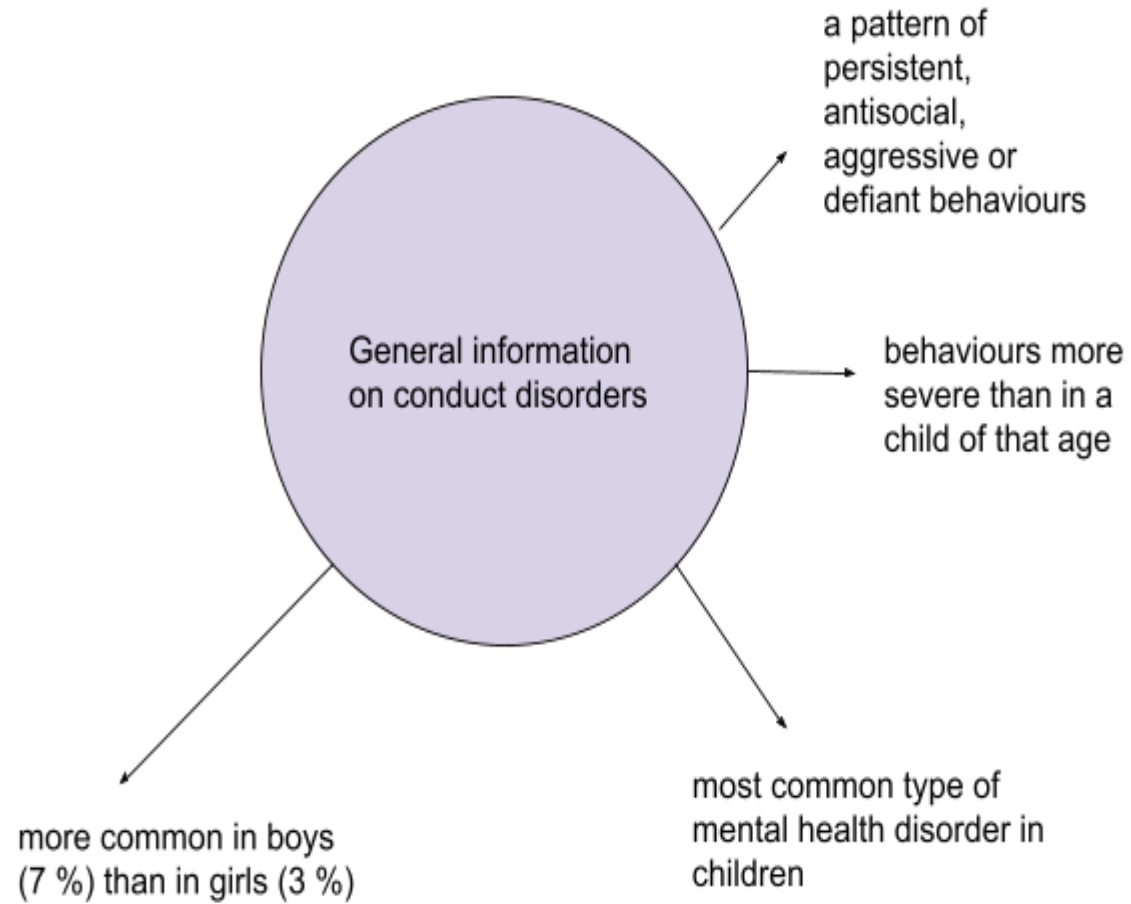 a pattern of
persistent,
antisocial,
aggressive or
defiant behaviours
General information
on conduct disorders
behaviours more
severe than in a
child of that age
most common type of
mental health disorder in
children
more common in boys
(7 %) than in girls (3 %)